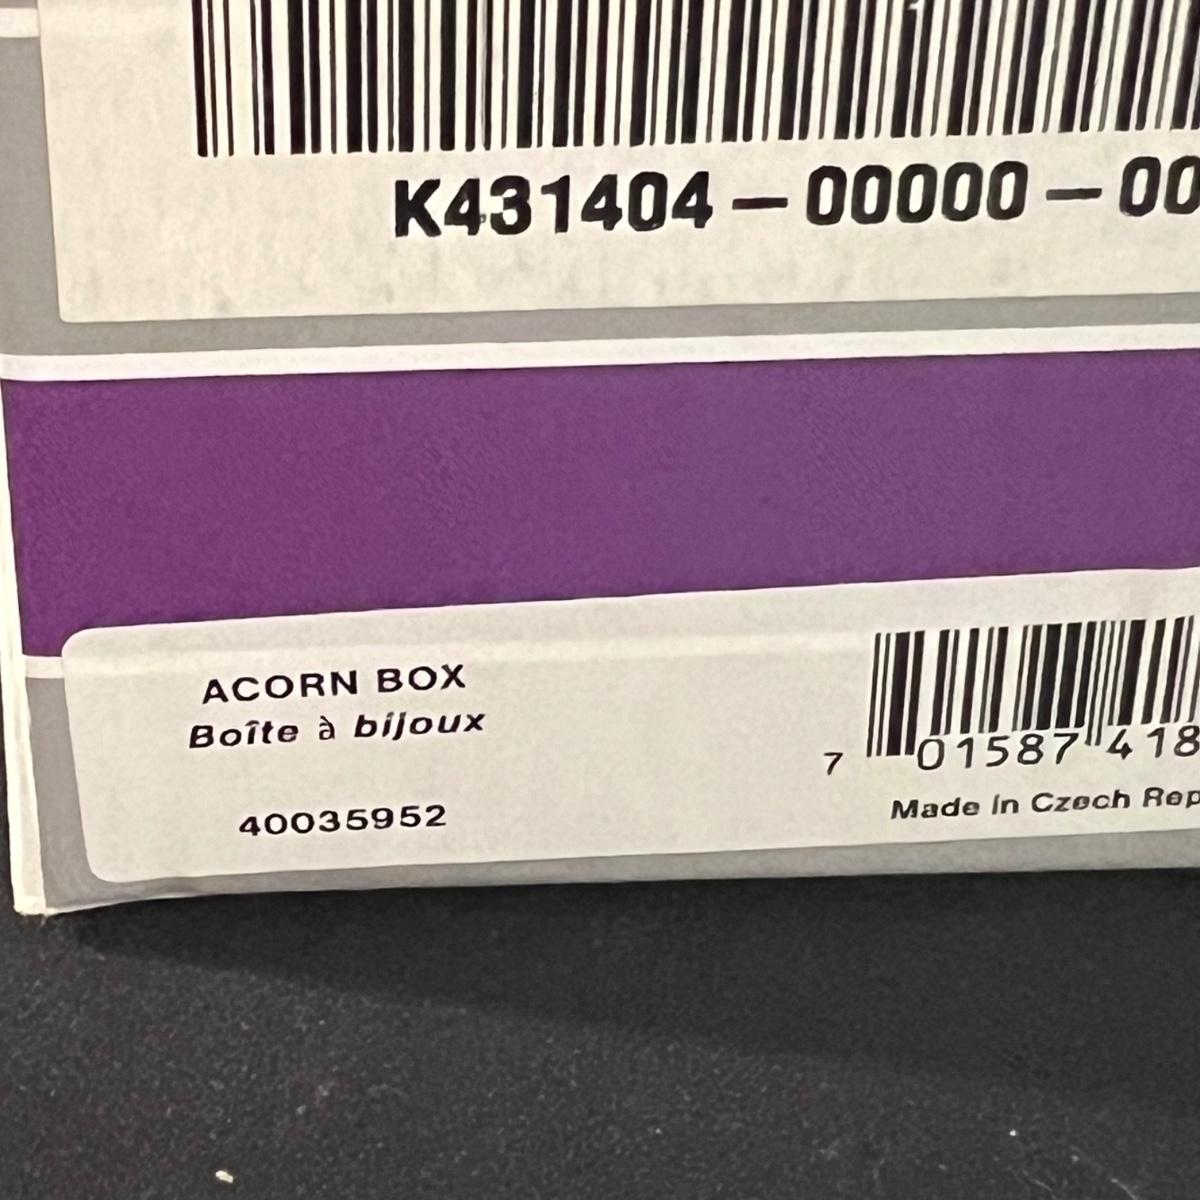 K431404-00000-00
ACORN BOX
Boîte à bijoux
40035952
7 01587 418
Made in Czech Rep